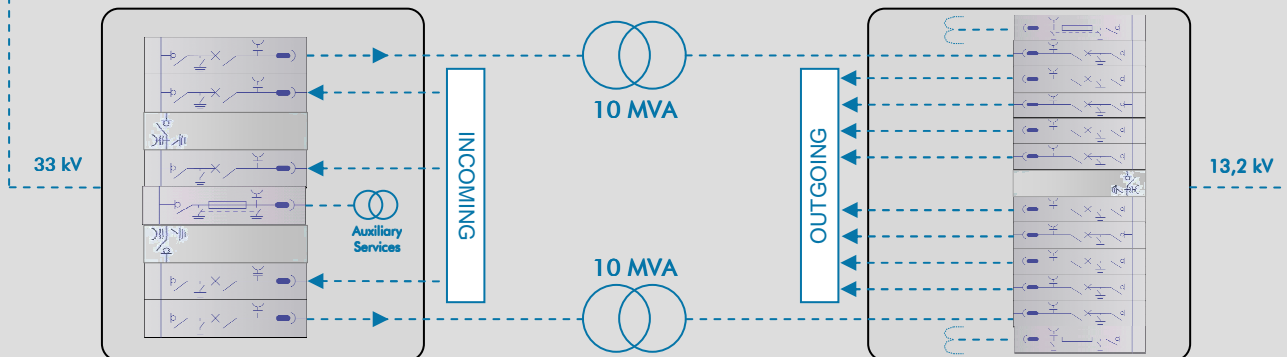 10 MVA
33 kV
INCOMING
OUTGOING
13,2 kV
Auxiliary
Services
10 MVA